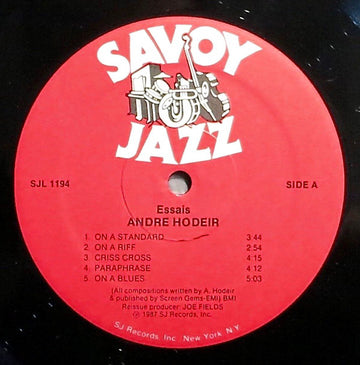 SAVOY
JAZZ
SJL 1194
SIDE A
Essais
ANDRE HODEIR
1. ON A STANDARD 3:44
2. ON A RIFF 2:54
3. CRISS CROSS 4:15
4. PARAPHRASE 4:12
5. ON A BLUES 5:03
(All compositions written by A. Hodeir
& published by Screen Gems-EMI, BMI)
Reissue producer: JOE FIELDS
℗ 1987 SJ Records, Inc.
SJ Records, Inc., New York, N.Y.